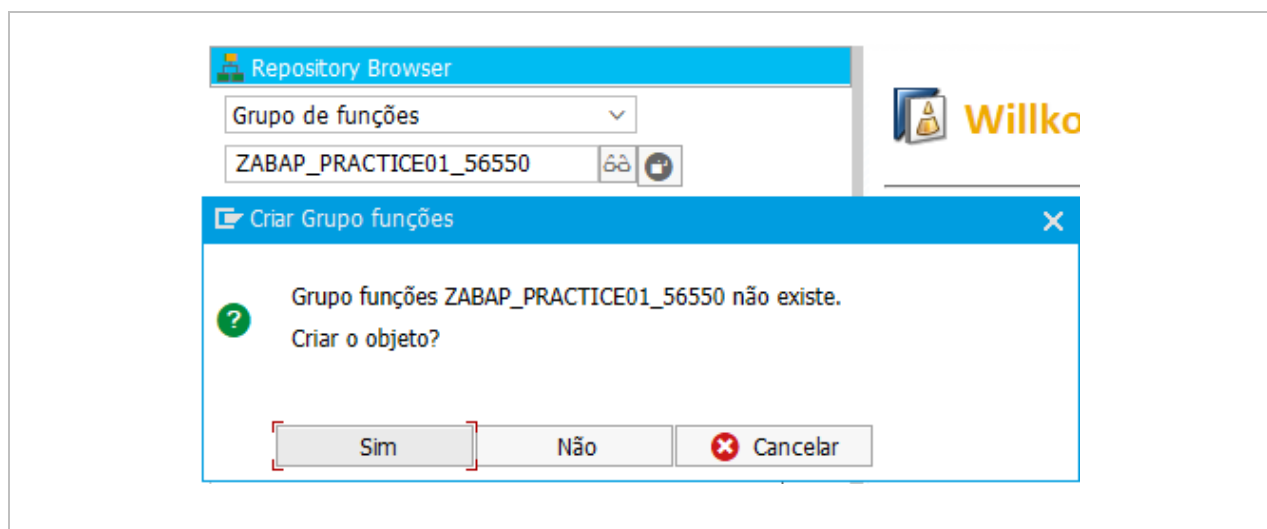 Repository Browser
Grupo de funções
Willko
ZABAP_PRACTICE01_56550
Criar Grupo funções
Grupo funções ZABAP_PRACTICE01_56550 não existe.
Criar o objeto?
Sim Não Cancelar